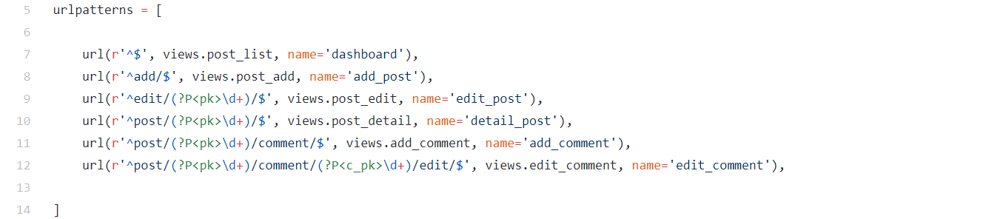 5 urlpatterns = [
6
7 url(r'^$', views.post_list, name='dashboard'),
8 url(r'^add/$', views.post_add, name='add_post'),
9 url(r'^edit/(?P<pk>\d+)/$', views.post_edit, name='edit_post'),
10 url(r'^post/(?P<pk>\d+)/$', views.post_detail, name='detail_post'),
11 url(r'^post/(?P<pk>\d+)/comment/$', views.add_comment, name='add_comment'),
12 url(r'^post/(?P<pk>\d+)/comment/(?P<c_pk>\d+)/edit/$', views.edit_comment, name='edit_comment'),
13
14 ]